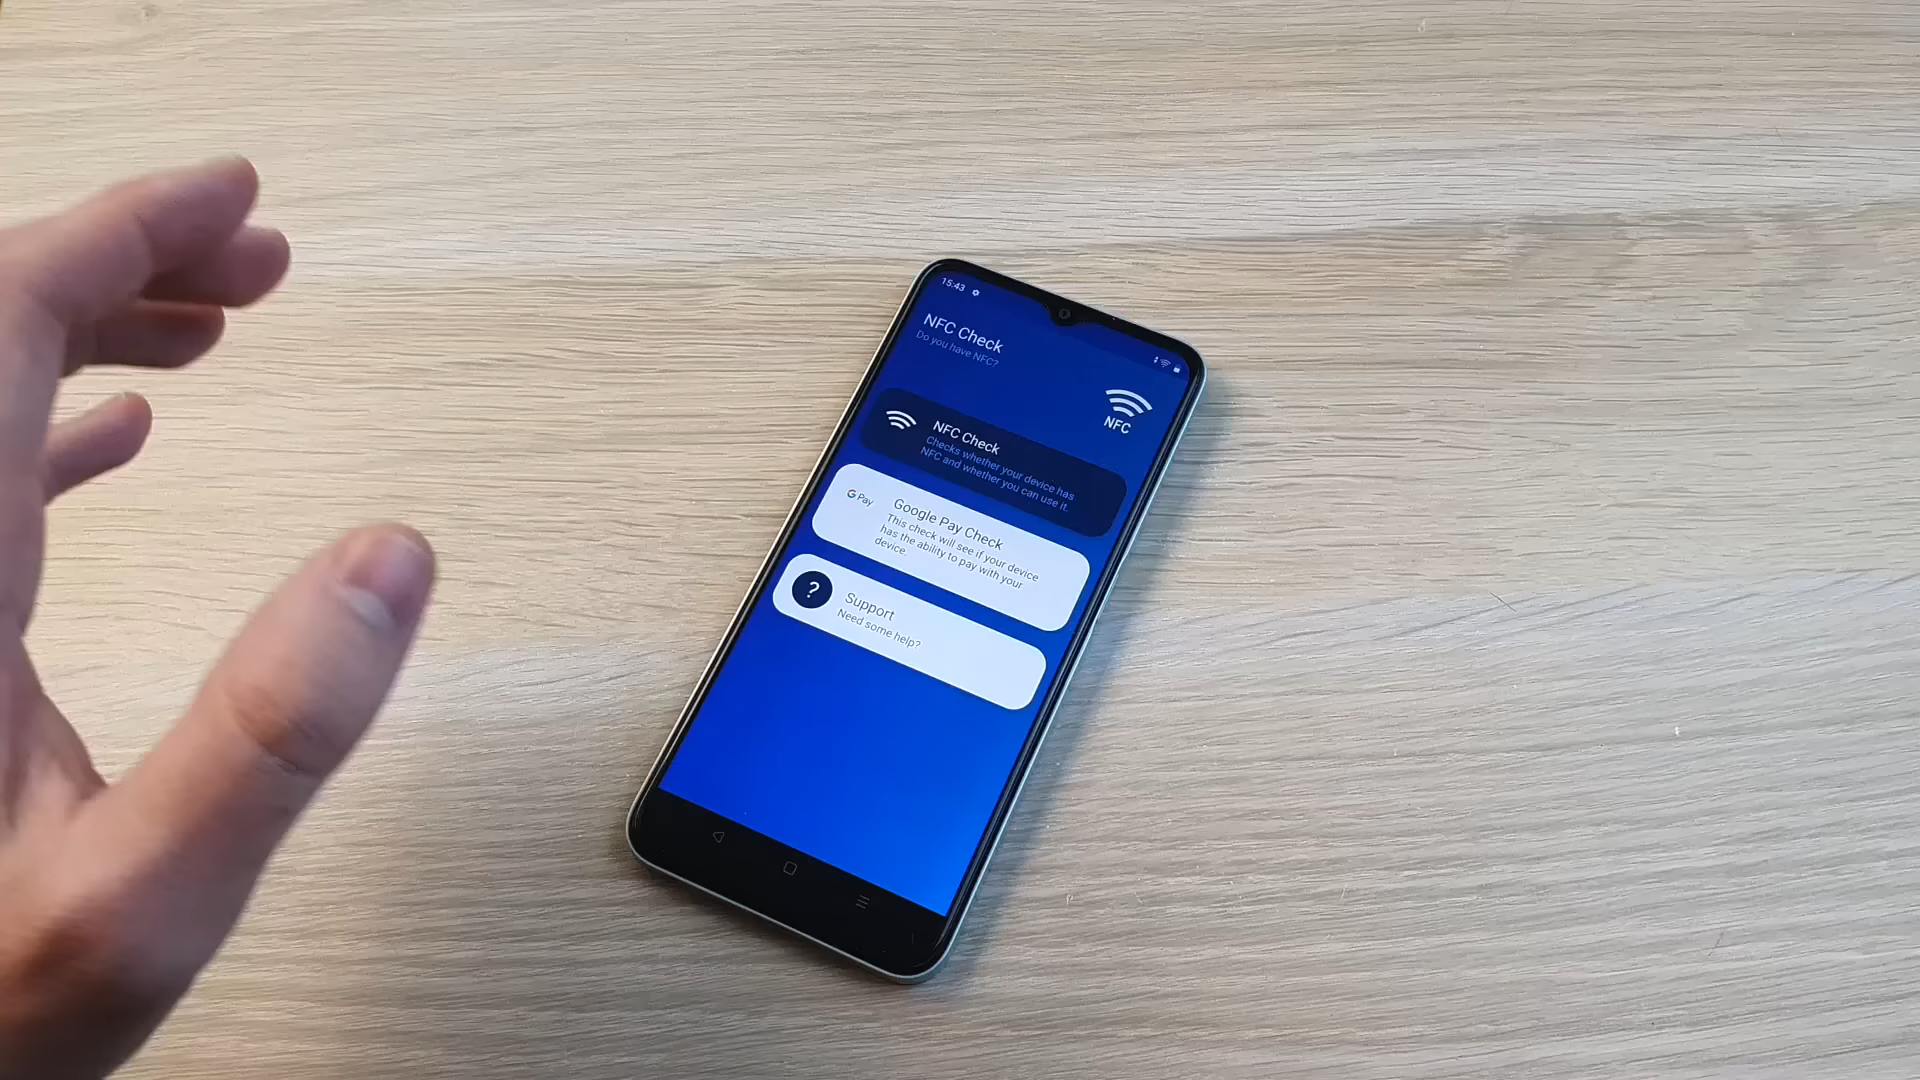 15:43
NFC Check
Do you have NFC?
NFC
NFC Check
Checks whether your device has
NFC and whether you can use it.
G Pay
Google Pay Check
This check will see if your device
has the ability to pay with your
device.
?
Support
Need some help?